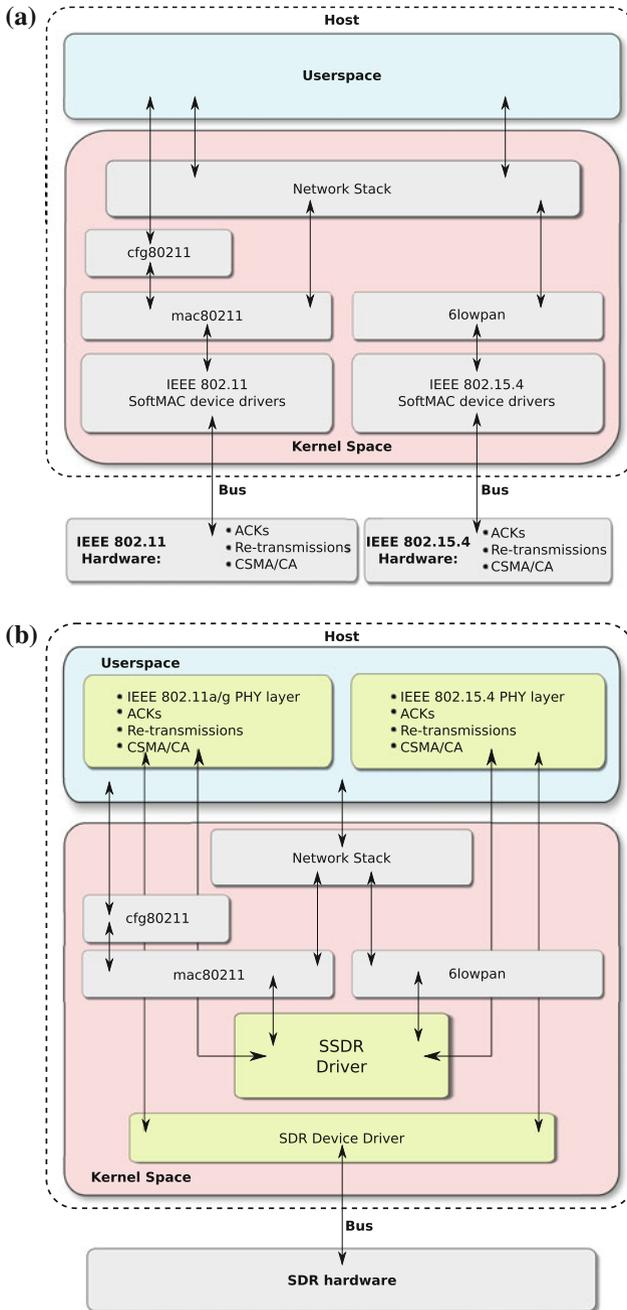 (a)
Host
Userspace
Network Stack
cfg80211
mac80211
6lowpan
IEEE 802.11
SoftMAC device drivers
IEEE 802.15.4
SoftMAC device drivers
Kernel Space
Bus
Bus
IEEE 802.11
Hardware:
• ACKs
• Re-transmissions
• CSMA/CA
IEEE 802.15.4
Hardware:
• ACKs
• Re-transmissions
• CSMA/CA
(b)
Host
Userspace
• IEEE 802.11a/g PHY layer
• ACKs
• Re-transmissions
• CSMA/CA
• IEEE 802.15.4 PHY layer
• ACKs
• Re-transmissions
• CSMA/CA
Network Stack
cfg80211
mac80211
6lowpan
SSDR
Driver
SDR Device Driver
Kernel Space
Bus
SDR hardware